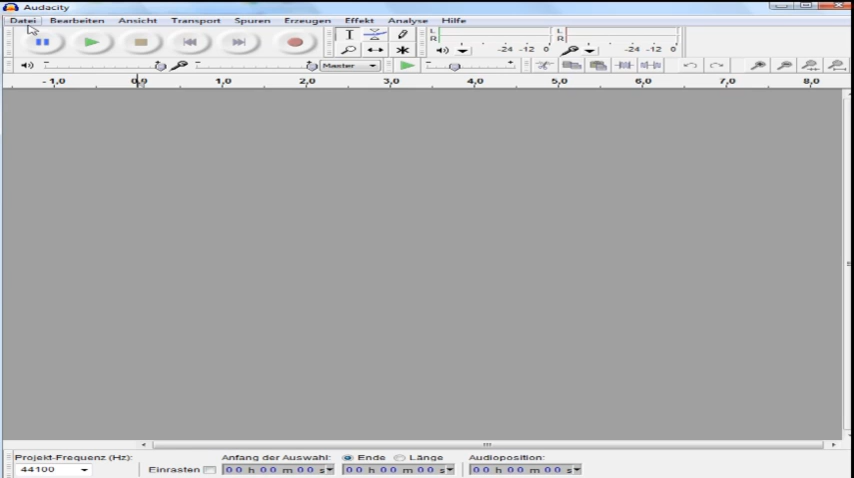 Audacity
Datei Bearbeiten Ansicht Transport Spuren Erzeugen Effekt Analyse Hilfe
L
R
-24 -12 0
L
R
-24 -12 0
Master
-1,0 0,0 1,0 2,0 3,0 4,0 5,0 6,0 7,0 8,0
Projekt-Frequenz (Hz): Anfang der Auswahl: Ende Länge Audioposition:
44100 Einrasten 00 h 00 m 00 s 00 h 00 m 00 s 00 h 00 m 00 s